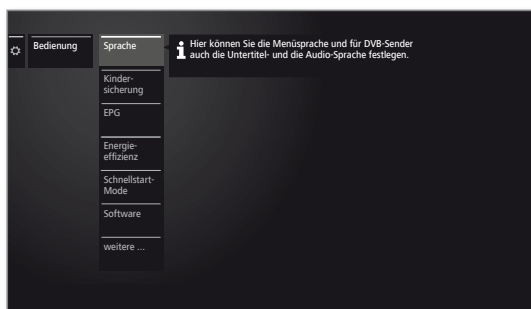 Bedienung
Sprache
Hier können Sie die Menüsprache und für DVB-Sender
auch die Untertitel- und die Audio-Sprache festlegen.
Kinder-
sicherung
EPG
Energie-
effizienz
Schnellstart-
Mode
Software
weitere ...